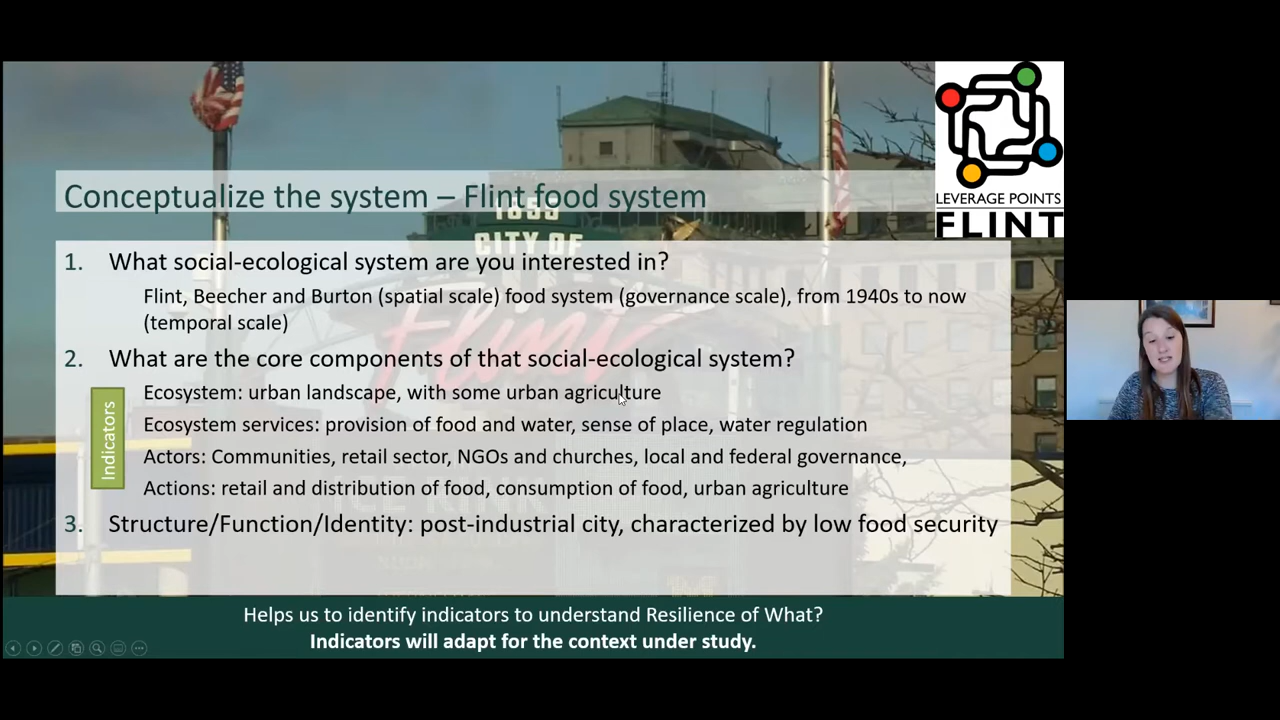 LEVERAGE POINTS
FLINT
Conceptualize the system – Flint food system
CITY OF
Flint
1. What social-ecological system are you interested in?
Flint, Beecher and Burton (spatial scale) food system (governance scale), from 1940s to now
(temporal scale)
2. What are the core components of that social-ecological system?
Indicators
Ecosystem: urban landscape, with some urban agriculture
Ecosystem services: provision of food and water, sense of place, water regulation
Actors: Communities, retail sector, NGOs and churches, local and federal governance,
Actions: retail and distribution of food, consumption of food, urban agriculture
ICE RINK
3. Structure/Function/Identity: post-industrial city, characterized by low food security
Helps us to identify indicators to understand Resilience of What?
Indicators will adapt for the context under study.